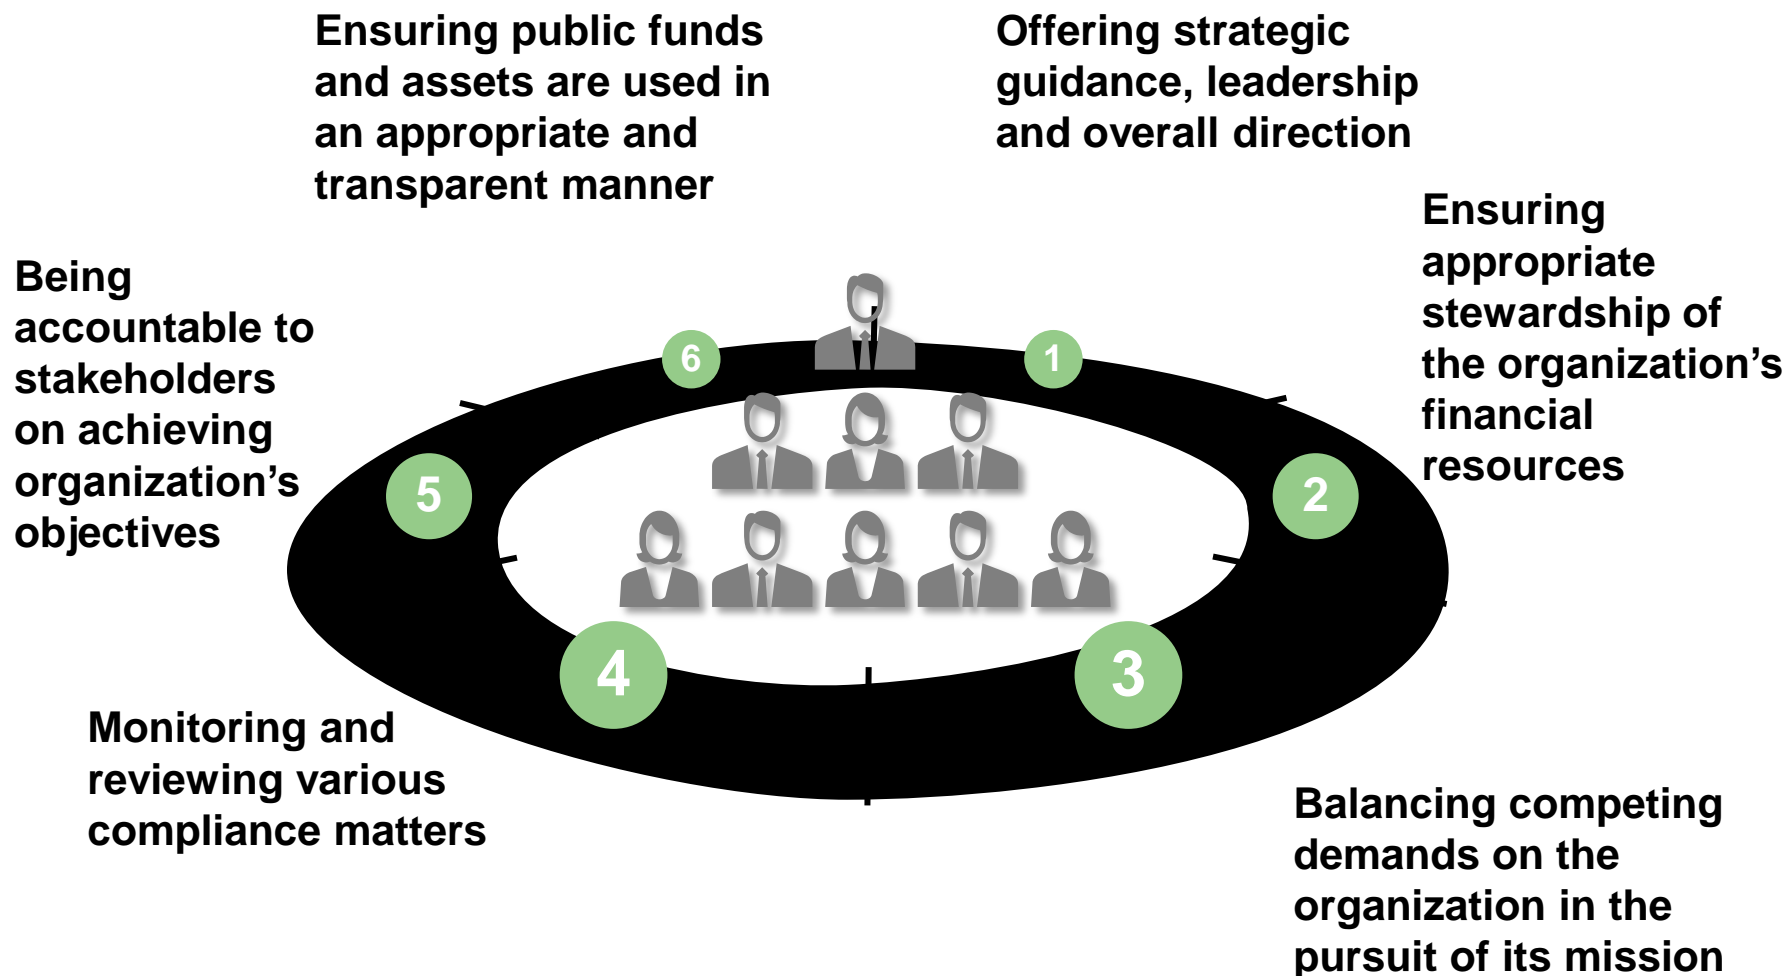 Ensuring public funds
and assets are used in
an appropriate and
transparent manner
Offering strategic
guidance, leadership
and overall direction
Ensuring
appropriate
stewardship of
the organization’s
financial
resources
Being
accountable to
stakeholders
on achieving
organization’s
objectives
6
1
5
2
4
3
Monitoring and
reviewing various
compliance matters
Balancing competing
demands on the
organization in the
pursuit of its mission